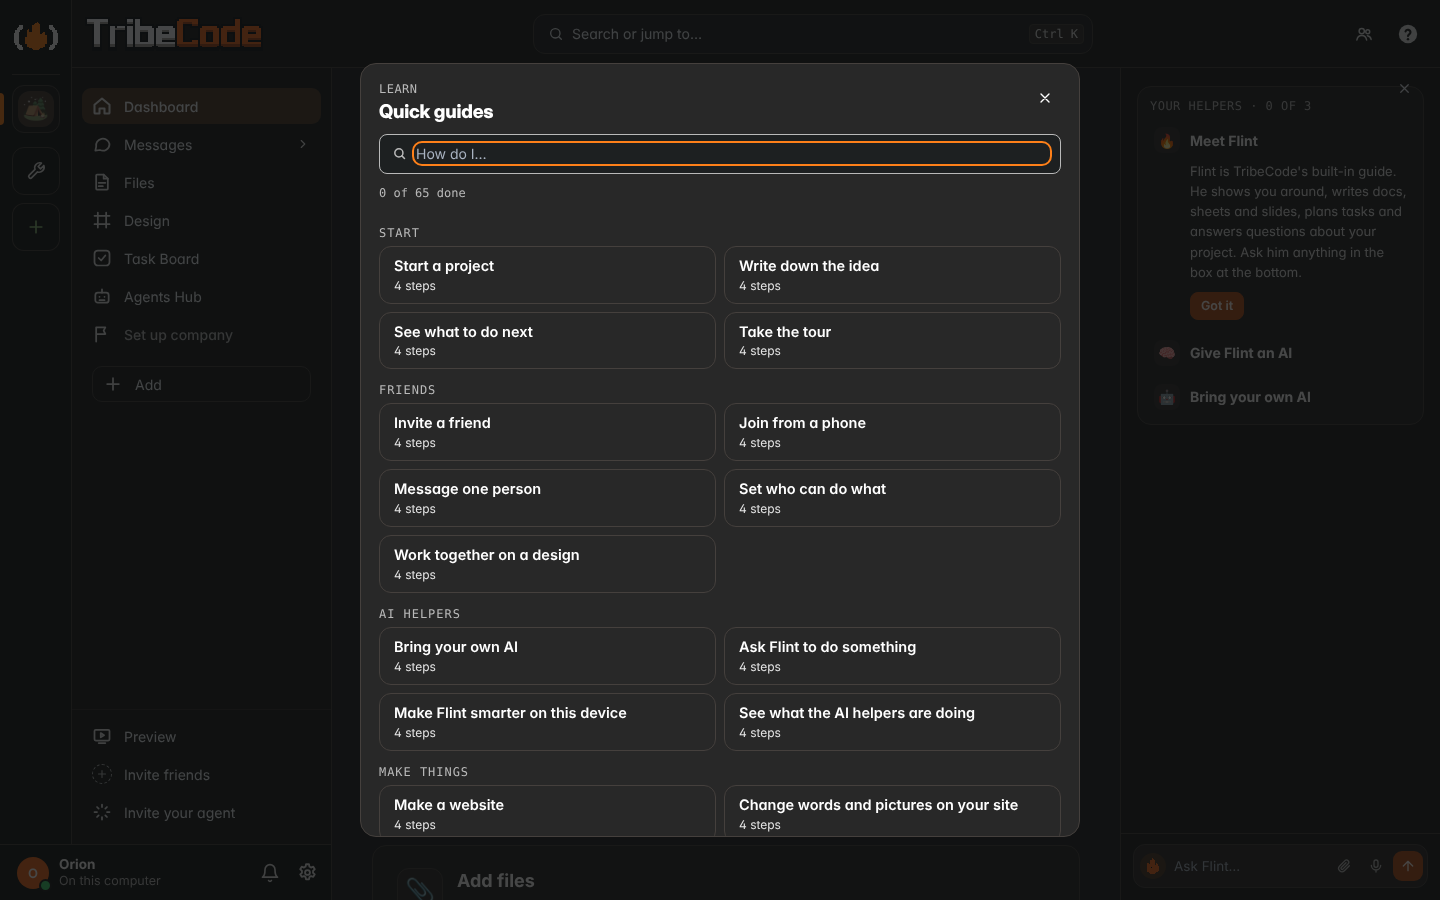 TribeCode
Search or jump to...
Ctrl K
Dashboard
Messages
Files
Design
Task Board
Agents Hub
Set up company
Add
Preview
Invite friends
Invite your agent
O
Orion
On this computer
LEARN
Quick guides
How do I...
0 of 65 done
START
Start a project
4 steps
Write down the idea
4 steps
See what to do next
4 steps
Take the tour
4 steps
FRIENDS
Invite a friend
4 steps
Join from a phone
4 steps
Message one person
4 steps
Set who can do what
4 steps
Work together on a design
4 steps
AI HELPERS
Bring your own AI
4 steps
Ask Flint to do something
4 steps
Make Flint smarter on this device
4 steps
See what the AI helpers are doing
4 steps
MAKE THINGS
Make a website
4 steps
Change words and pictures on your site
4 steps
Add files
YOUR HELPERS · 0 OF 3
Meet Flint
Flint is TribeCode's built-in guide.
He shows you around, writes docs,
sheets and slides, plans tasks and
answers questions about your
project. Ask him anything in the
box at the bottom.
Got it
Give Flint an AI
Bring your own AI
Ask Flint...